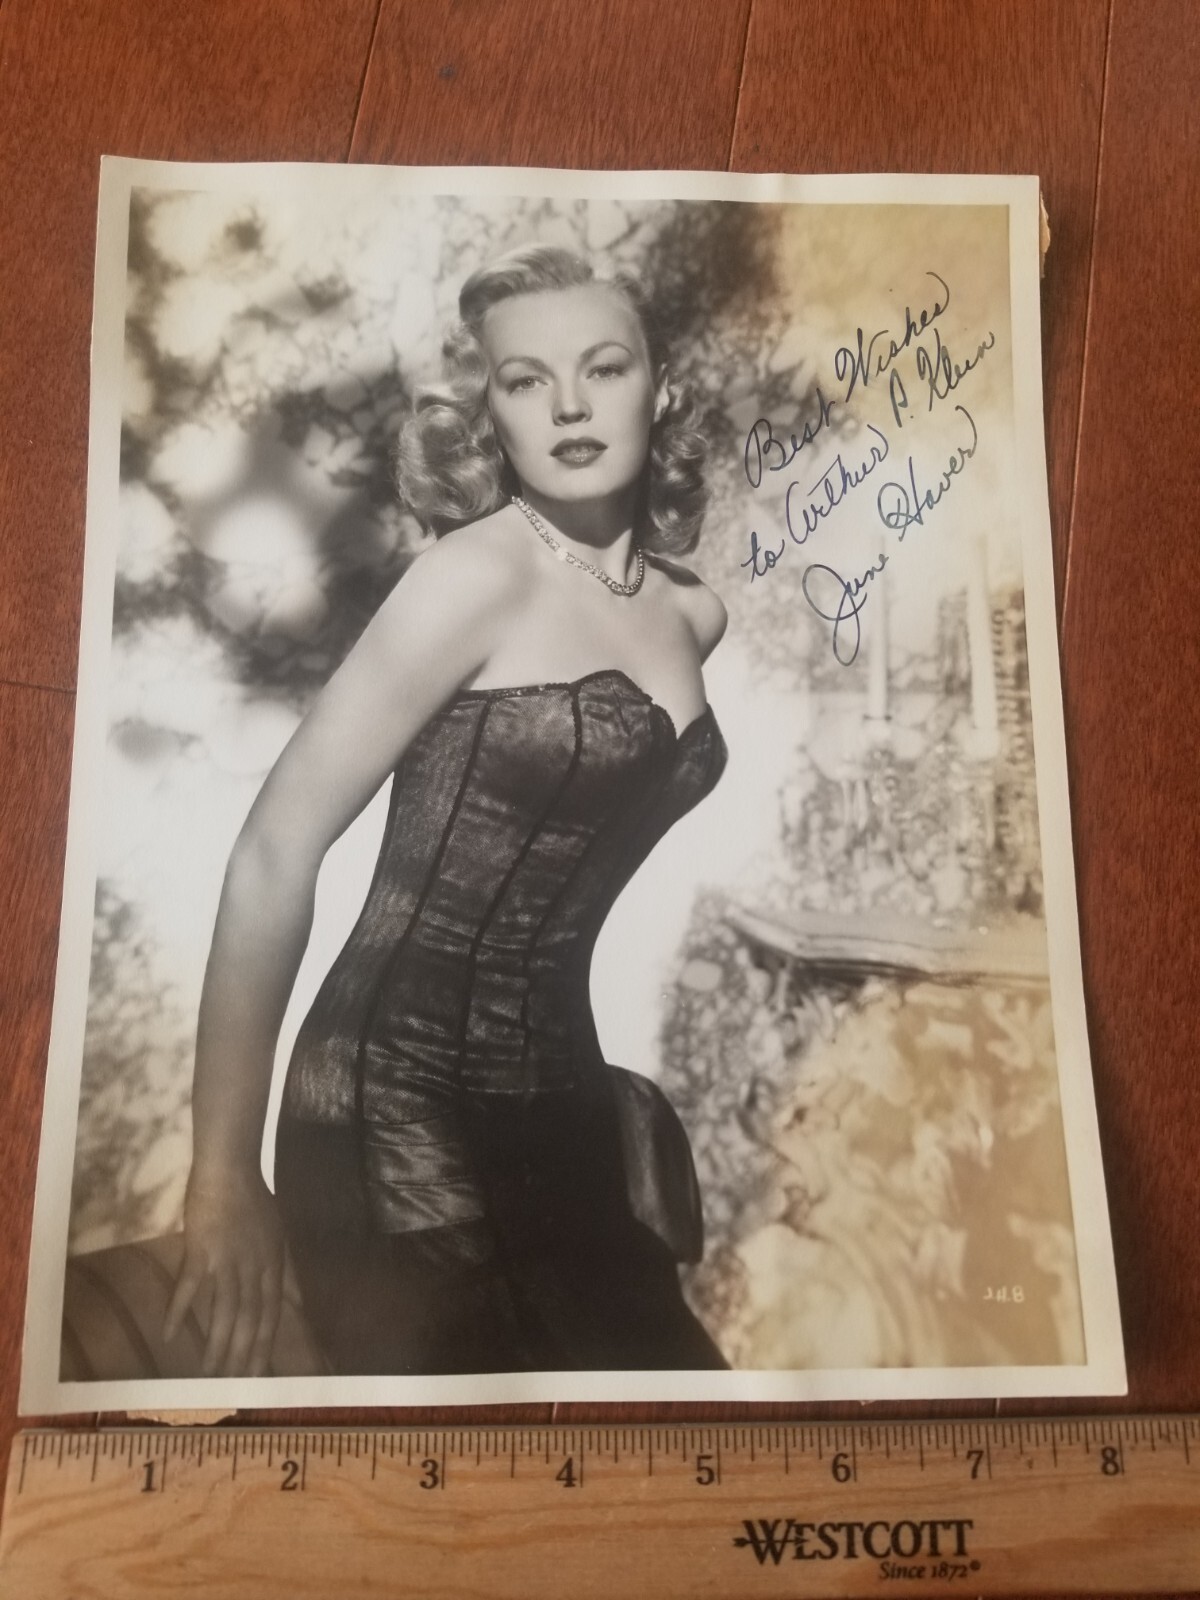 Best Wishes
to Arthur P. Klein
June Haver
J.H.8
1 2 3 4 5 6 7 8
WESTCOTT
Since 1872®